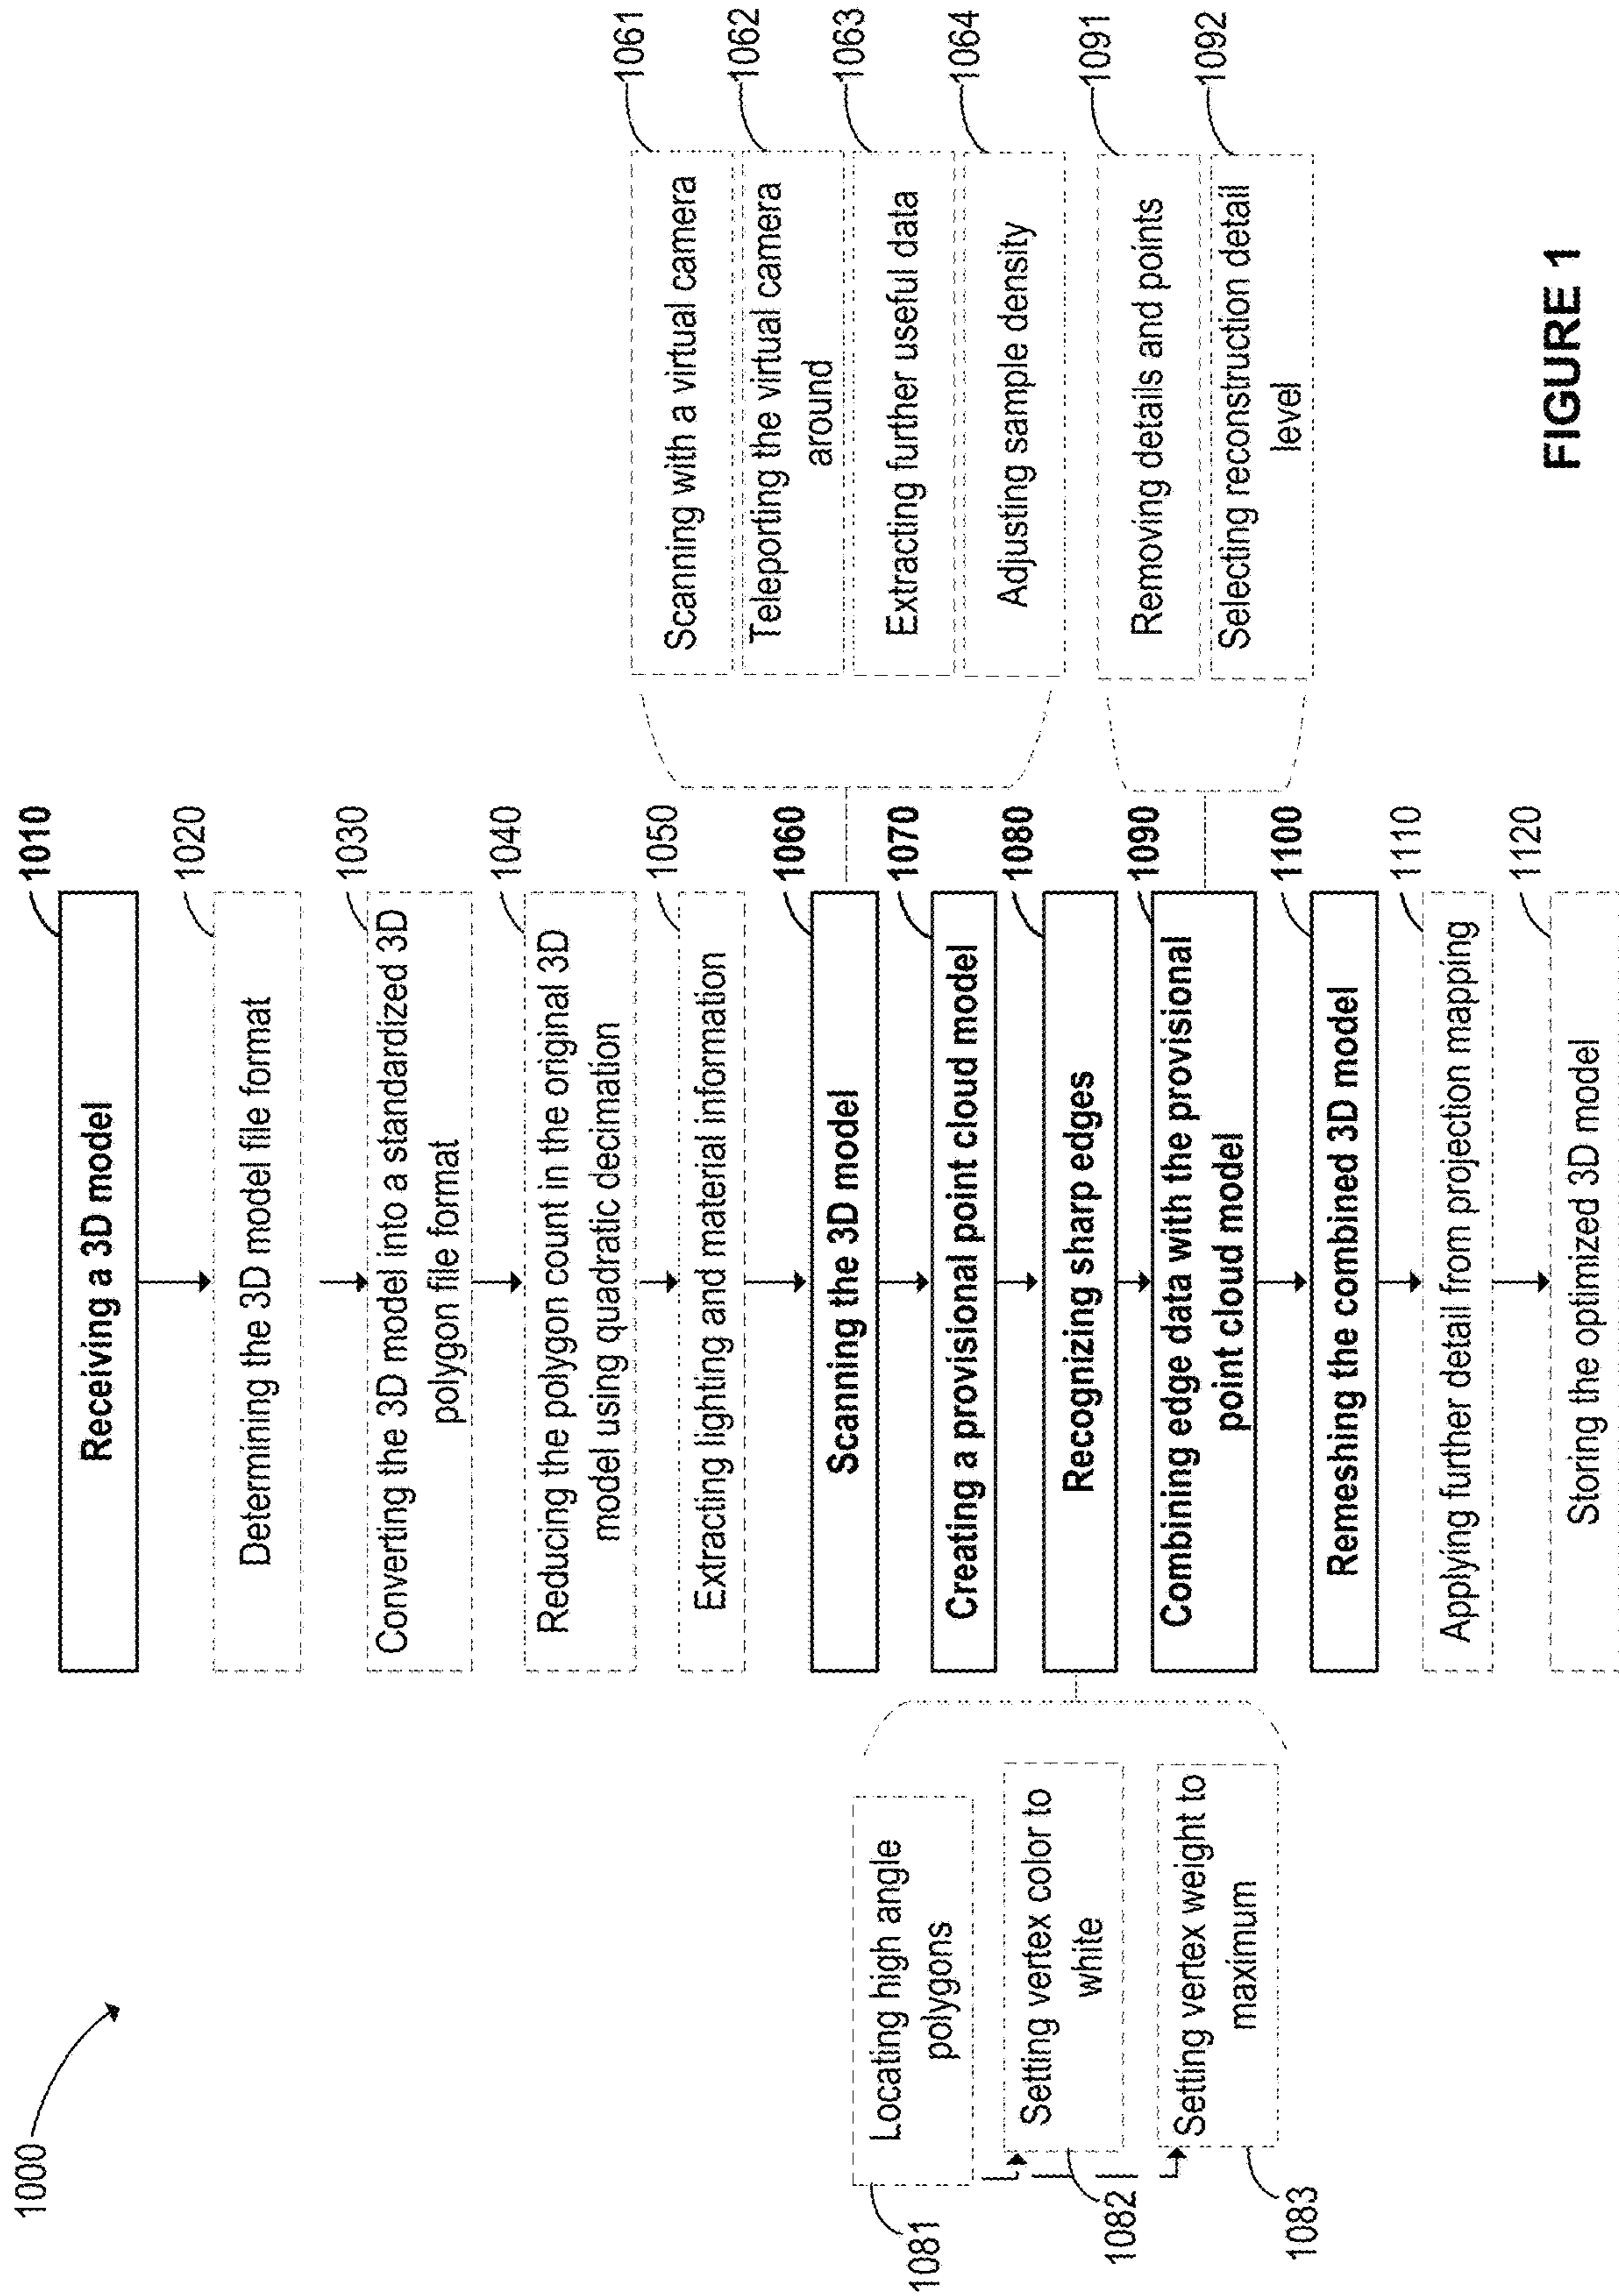 1000
1010
Receiving a 3D model
1020
Determining the 3D model file format
1030
Converting the 3D model into a standardized 3D
polygon file format
1040
Reducing the polygon count in the original 3D
model using quadric decimation
1050
Extracting lighting and material information
1060
Scanning the 3D model
1061
Scanning with a virtual camera
1062
Teleporting the virtual camera
around
1063
Extracting further useful data
1064
Adjusting sample density
1070
Creating a provisional point cloud model
1080
Recognizing sharp edges
1081
Locating high angle
polygons
1082
Setting vertex color to
white
1083
Setting vertex weight to
maximum
1090
Combining edge data with the provisional
point cloud model
1091
Removing details and points
1092
Selecting reconstruction detail
level
1100
Remeshing the combined 3D model
1110
Applying further detail from projection mapping
1120
Storing the optimized 3D model
FIGURE 1